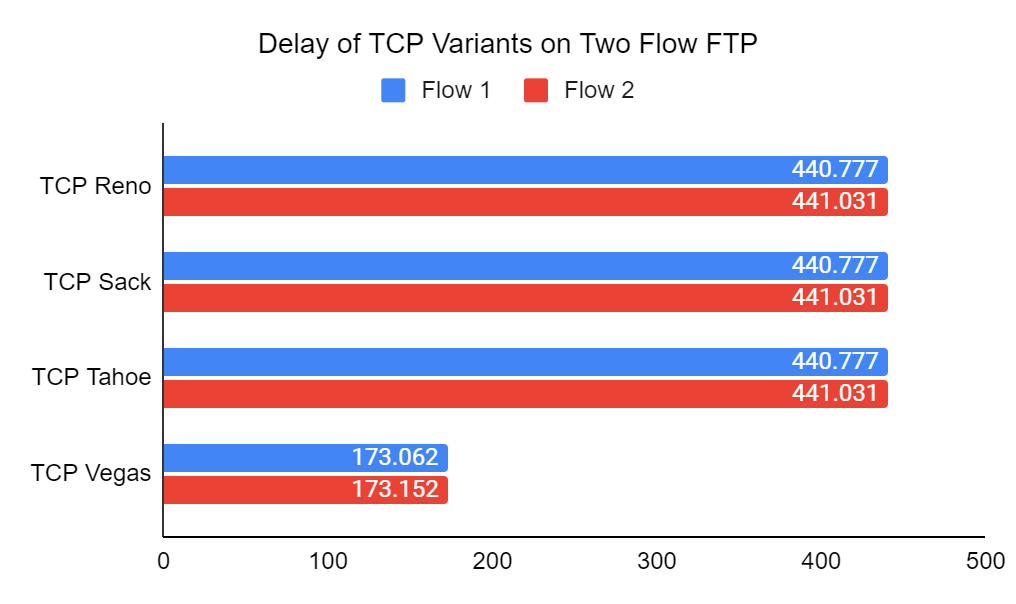 Delay of TCP Variants on Two Flow FTP
Flow 1 Flow 2
TCP Reno 440.777
441.031
TCP Sack 440.777
441.031
TCP Tahoe 440.777
441.031
TCP Vegas 173.062
173.152
0 100 200 300 400 500